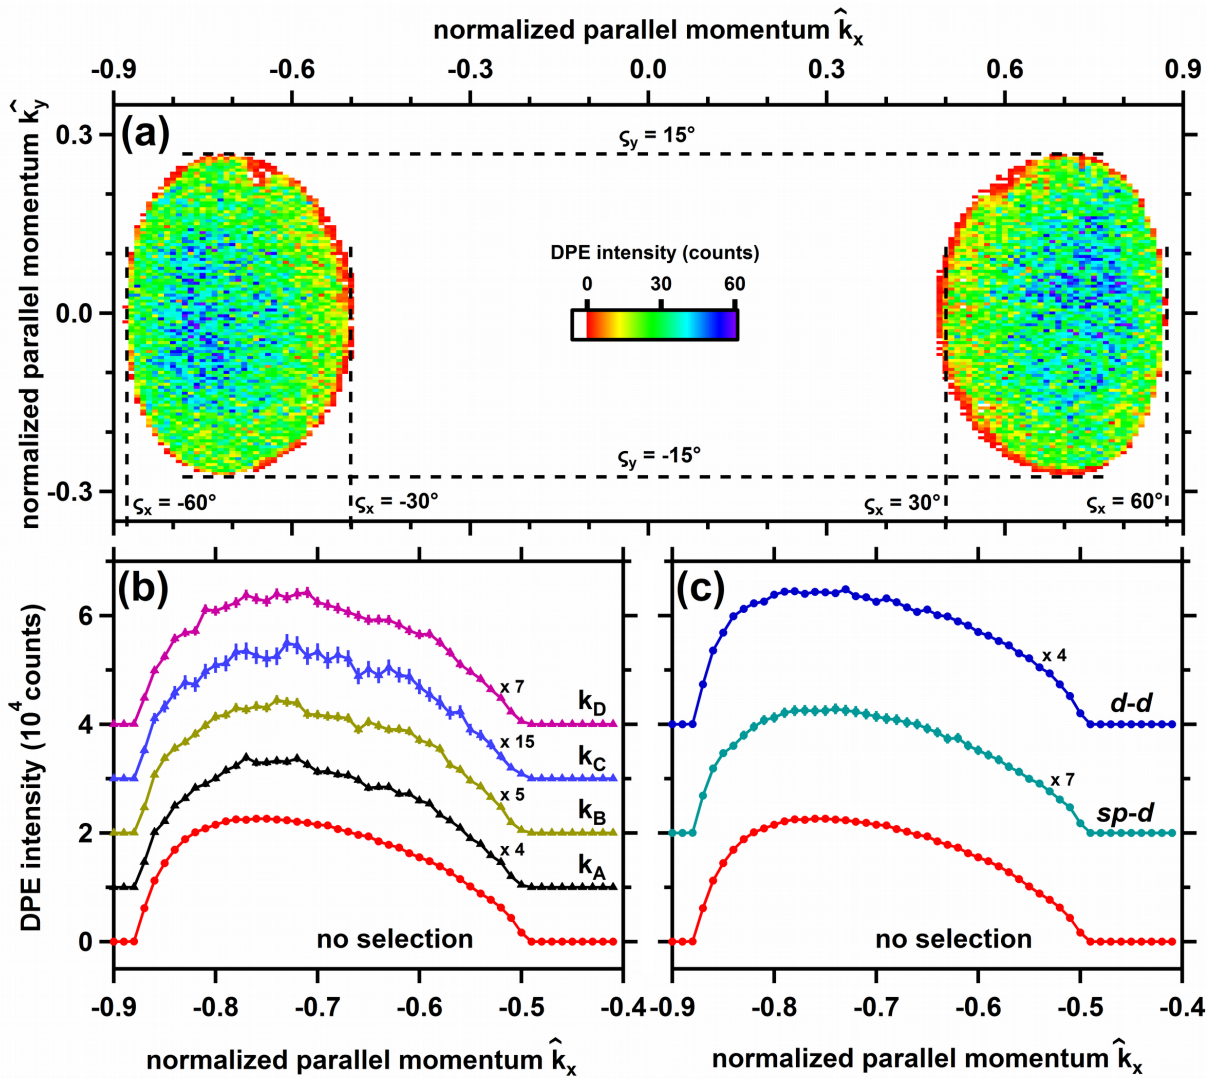 normalized parallel momentum k̂x
-0.9 -0.6 -0.3 0.0 0.3 0.6 0.9
normalized parallel momentum k̂y
0.3
0.0
-0.3
(a)
ςy = 15°
DPE intensity (counts)
0 30 60
ςy = -15°
ςx = -60° ςx = -30° ςx = 30° ςx = 60°
DPE intensity (10⁴ counts)
6
4
2
0
(b)
x 7
kD
x 15
kC
x 5
kB
x 4
kA
no selection
-0.9 -0.8 -0.7 -0.6 -0.5 -0.4
normalized parallel momentum k̂x
(c)
x 4
d-d
x 7
sp-d
no selection
-0.9 -0.8 -0.7 -0.6 -0.5 -0.4
normalized parallel momentum k̂x